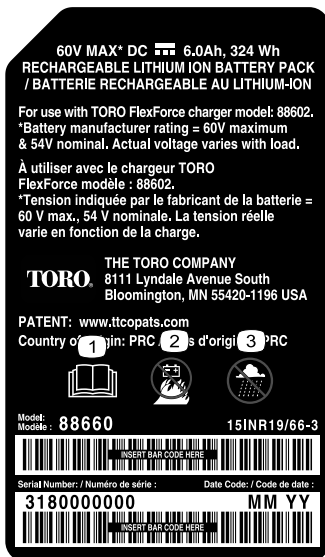 60V MAX* DC 6.0Ah, 324 Wh
RECHARGEABLE LITHIUM ION BATTERY PACK
/ BATTERIE RECHARGEABLE AU LITHIUM-ION
For use with TORO FlexForce charger model: 88602.
*Battery manufacturer rating = 60V maximum
& 54V nominal. Actual voltage varies with load.
À utiliser avec le chargeur TORO
FlexForce modèle : 88602.
*Tension indiquée par le fabricant de la batterie =
60 V max., 54 V nominale. La tension réelle
varie en fonction de la charge.
TORO®
THE TORO COMPANY
8111 Lyndale Avenue South
Bloomington, MN 55420-1196 USA
PATENT: www.ttcopats.com
Country PRC PRC
1 2 3
Model:
Modèle : 88660 15INR19/66-3
INSERT BAR CODE HERE
Serial Number: / Numéro de série : Date Code: / Code de date :
3180000000 MM YY
INSERT BAR CODE HERE